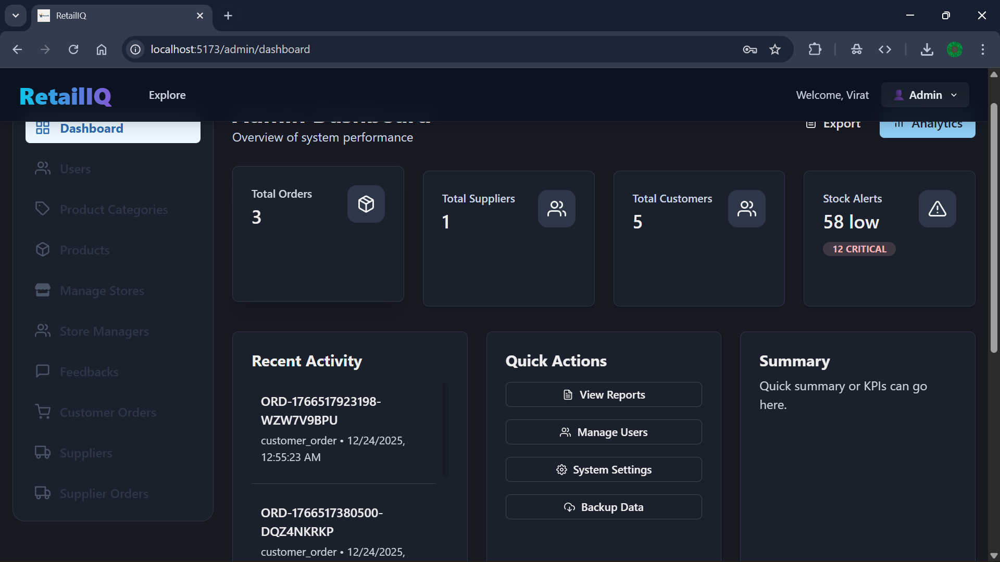 RetailIQ
localhost:5173/admin/dashboard
RetailIQ
Explore
Welcome, Virat
Admin
Dashboard
Users
Product Categories
Products
Manage Stores
Store Managers
Feedbacks
Customer Orders
Suppliers
Supplier Orders
Admin Dashboard
Overview of system performance
Export
Analytics
Total Orders
3
Total Suppliers
1
Total Customers
5
Stock Alerts
58 low
12 CRITICAL
Recent Activity
ORD-1766517923198-
WZW7V9BPU
customer_order • 12/24/2025,
12:55:23 AM
ORD-1766517380500-
DQZ4NKRKP
customer_order • 12/24/2025,
Quick Actions
View Reports
Manage Users
System Settings
Backup Data
Summary
Quick summary or KPIs can go
here.